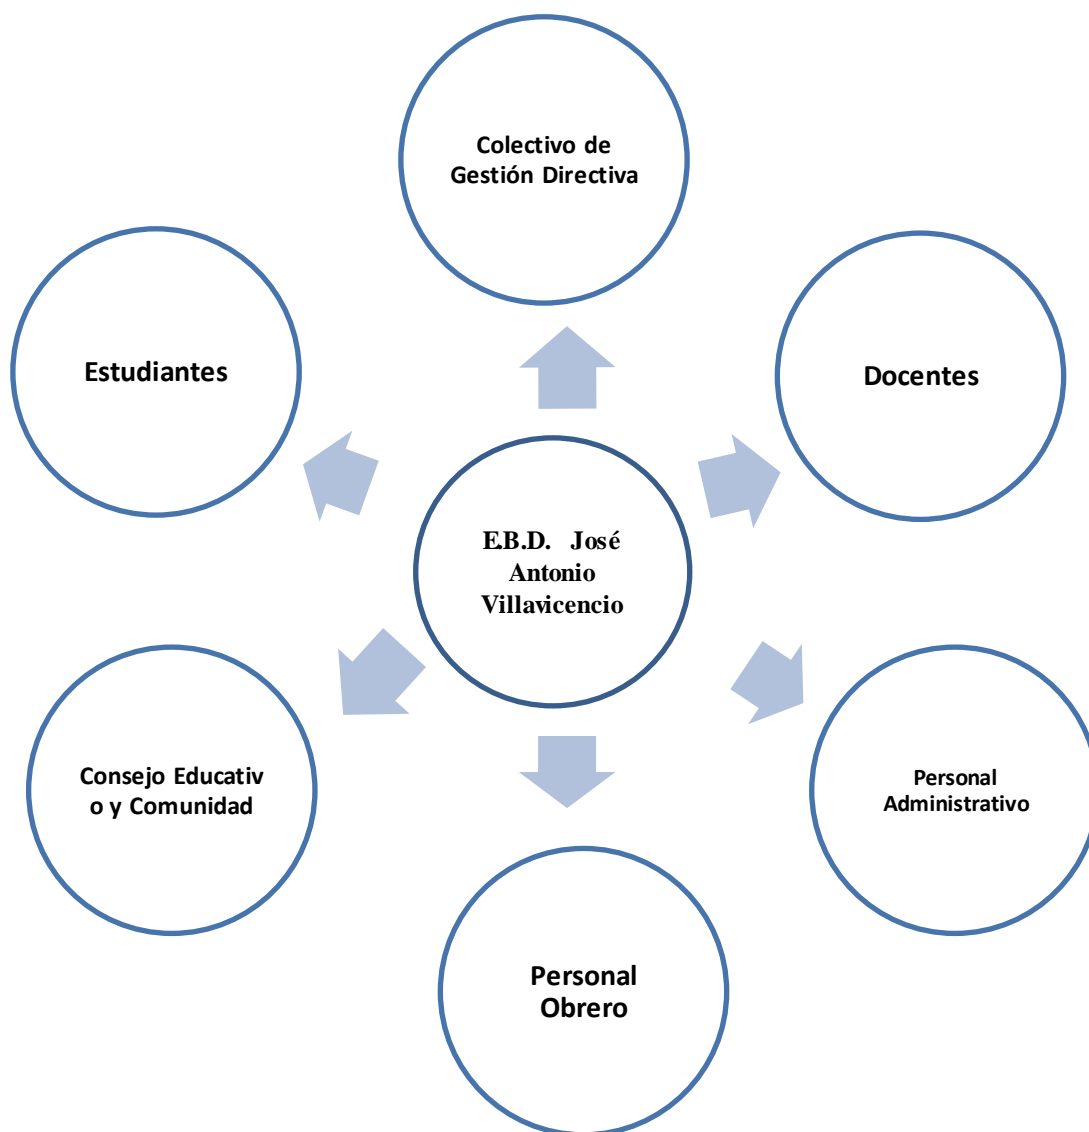 Colectivo de
Gestión Directiva
Estudiantes
Docentes
E.B.D. José
Antonio
Villavicencio
Consejo Educativ
o y Comunidad
Personal
Administrativo
Personal
Obrero